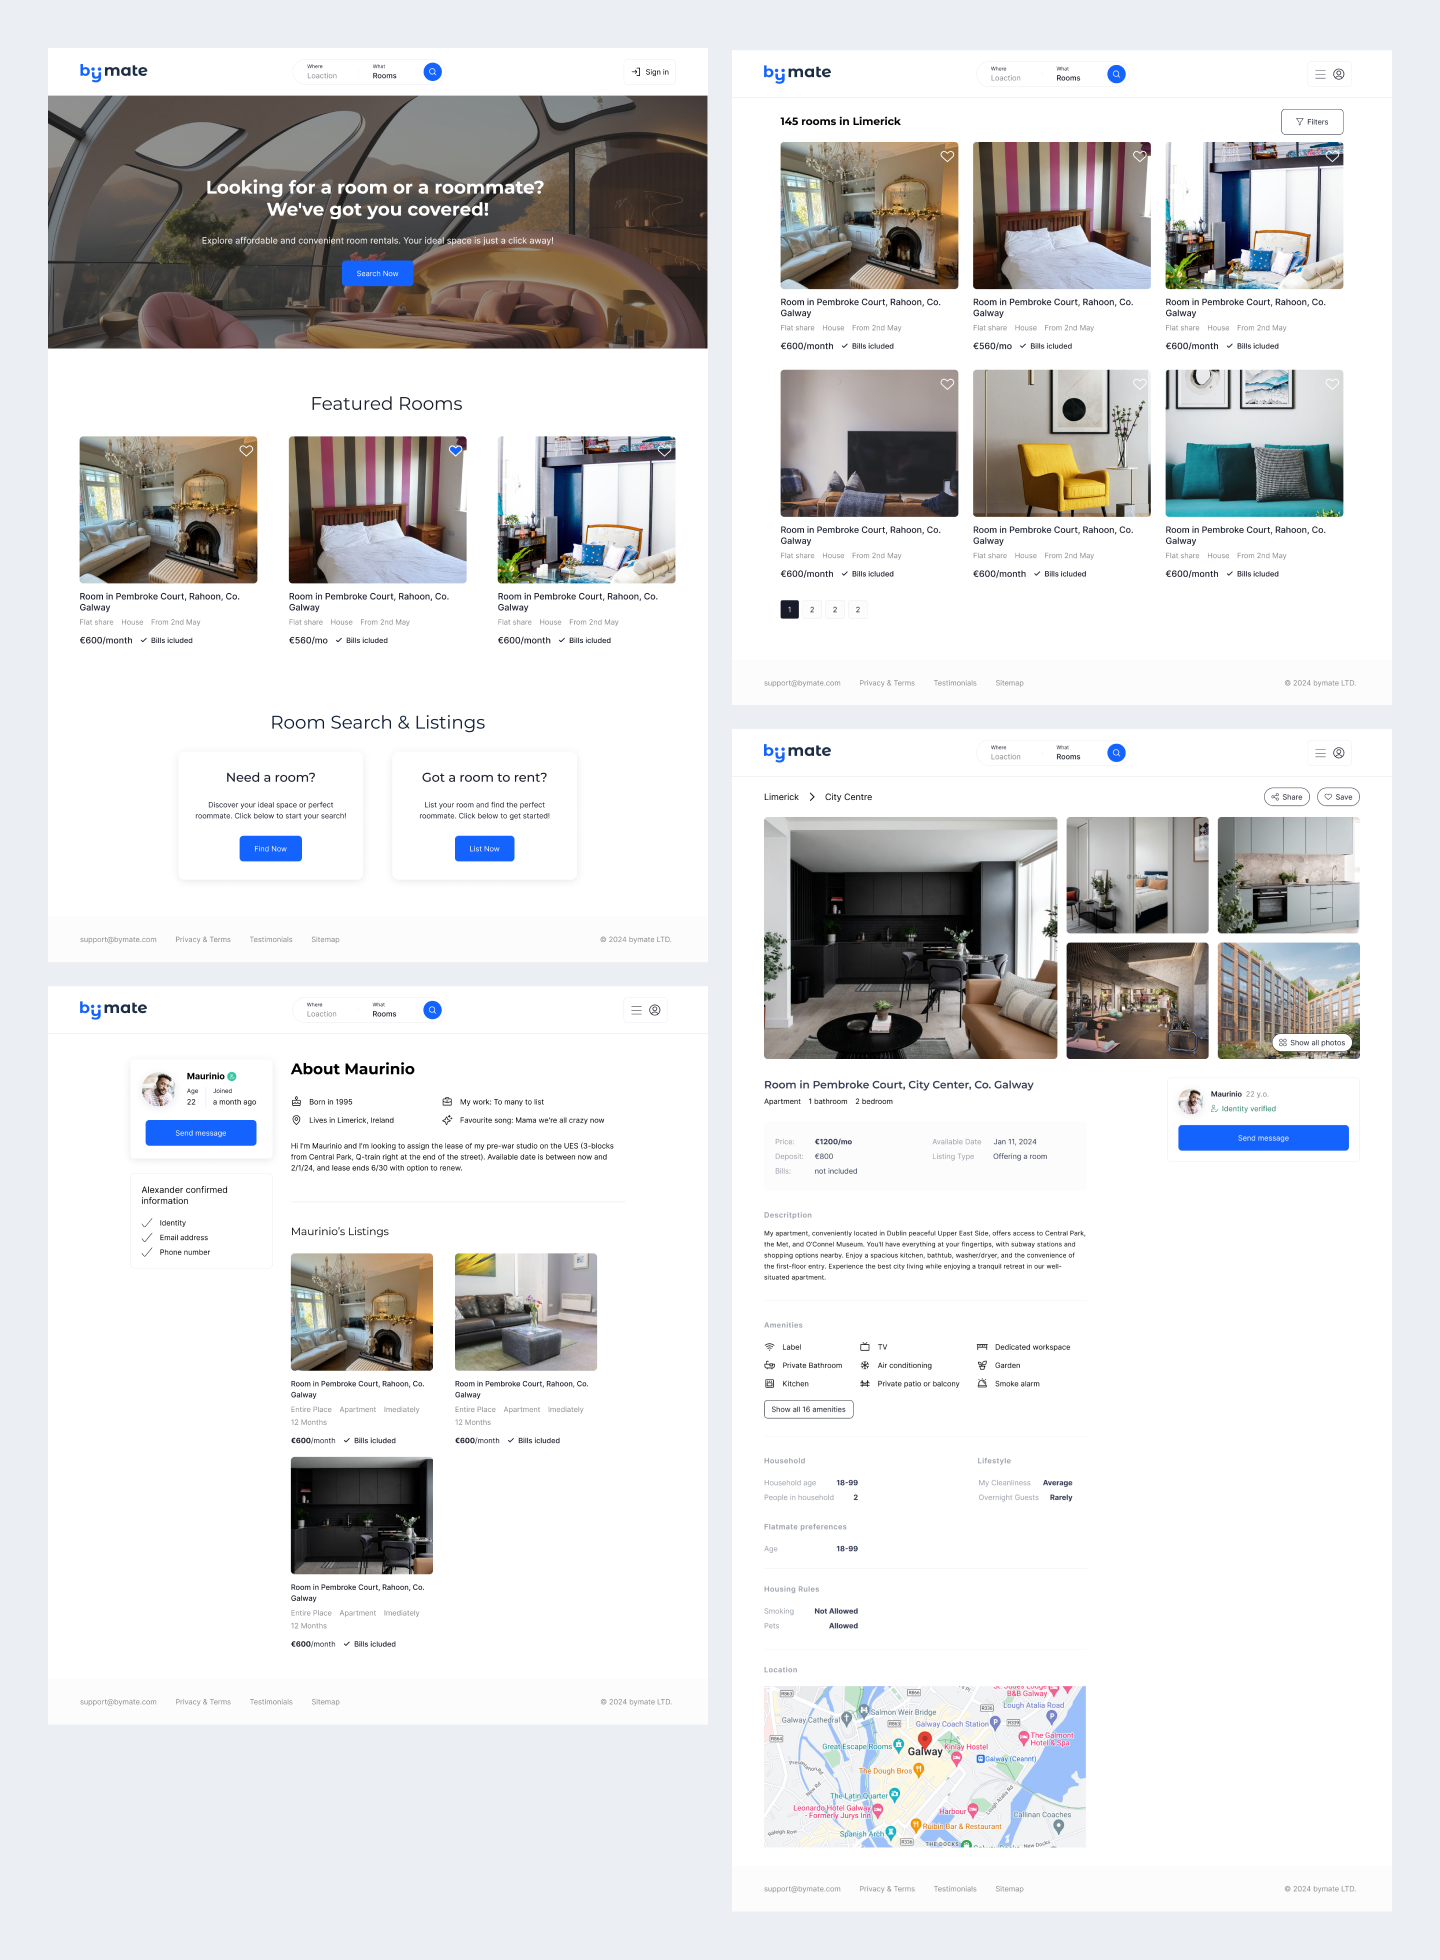 bymate
Where
Loaction
What
Rooms
Sign in
Looking for a room or a roommate?
We've got you covered!
Explore affordable and convenient room rentals. Your ideal space is just a click away!
Search Now
Featured Rooms
Room in Pembroke Court, Rahoon, Co.
Galway
Flat share House From 2nd May
€600/month Bills icluded
Room in Pembroke Court, Rahoon, Co.
Galway
Flat share House From 2nd May
€560/mo Bills icluded
Room in Pembroke Court, Rahoon, Co.
Galway
Flat share House From 2nd May
€600/month Bills icluded
Room Search & Listings
Need a room?
Discover your ideal space or perfect
roommate. Click below to start your search!
Find Now
Got a room to rent?
List your room and find the perfect
roommate. Click below to get started!
List Now
support@bymate.com Privacy & Terms Testimonials Sitemap © 2024 bymate LTD.
bymate
Where
Loaction
What
Rooms
Maurinio
Age
22
Joined
a month ago
Send message
Alexander confirmed
information
Identity
Email address
Phone number
About Maurinio
Born in 1995
My work: To many to list
Lives in Limerick, Ireland
Favourite song: Mama we're all crazy now
Hi I'm Maurinio and I'm looking to assign the lease of my pre-war studio on the UES (3-blocks
from Central Park, Q-train right at the end of the street). Available date is between now and
2/1/24, and lease ends 6/30 with option to renew.
Maurinio's Listings
Room in Pembroke Court, Rahoon, Co.
Galway
Entire Place Apartment Imediately
12 Months
€600/month Bills icluded
Room in Pembroke Court, Rahoon, Co.
Galway
Entire Place Apartment Imediately
12 Months
€600/month Bills icluded
Room in Pembroke Court, Rahoon, Co.
Galway
Entire Place Apartment Imediately
12 Months
€600/month Bills icluded
support@bymate.com Privacy & Terms Testimonials Sitemap © 2024 bymate LTD.
bymate
Where
Loaction
What
Rooms
145 rooms in Limerick
Filters
Room in Pembroke Court, Rahoon, Co.
Galway
Flat share House From 2nd May
€600/month Bills icluded
Room in Pembroke Court, Rahoon, Co.
Galway
Flat share House From 2nd May
€560/mo Bills icluded
Room in Pembroke Court, Rahoon, Co.
Galway
Flat share House From 2nd May
€600/month Bills icluded
Room in Pembroke Court, Rahoon, Co.
Galway
Flat share House From 2nd May
€600/month Bills icluded
Room in Pembroke Court, Rahoon, Co.
Galway
Flat share House From 2nd May
€600/month Bills icluded
Room in Pembroke Court, Rahoon, Co.
Galway
Flat share House From 2nd May
€600/month Bills icluded
1 2 2 2
support@bymate.com Privacy & Terms Testimonials Sitemap © 2024 bymate LTD.
bymate
Where
Loaction
What
Rooms
Limerick City Centre
Share
Save
Show all photos
Room in Pembroke Court, City Center, Co. Galway
Apartment 1 bathroom 2 bedroom
Price: €1200/mo
Deposit: €800
Bills: not included
Available Date Jan 11, 2024
Listing Type Offering a room
Maurinio 22 y.o.
Identity verified
Send message
Descritption
My apartment, conveniently located in Dublin peaceful Upper East Side, offers access to Central Park,
the Met, and O'Connel Museum. You'll have everything at your fingertips, with subway stations and
shopping options nearby. Enjoy a spacious kitchen, bathtub, washer/dryer, and the convenience of
the first-floor entry. Experience the best city living while enjoying a tranquil retreat in our well-
situated apartment.
Amenities
Label TV Dedicated workspace
Private Bathroom Air conditioning Garden
Kitchen Private patio or balcony Smoke alarm
Show all 16 amenities
Household
Household age 18-99
People in household 2
Lifestyle
My Cleanliness Average
Overnight Guests Rarely
Flatmate preferences
Age 18-99
Housing Rules
Smoking Not Allowed
Pets Allowed
Location
R863
R866
B&B Galway
Lough Atalia Road
Salmon Weir Bridge
R336
Galway Cathedral
R863
Galway Coach Station
R339
R864
The Galmont
Hotel & Spa
Great Escape Rooms
Galway
Kinlay Hostel
Galway (Ceannt)
Presentation Rd
The Dough Bros
New Rd
The Latin Quarter
Lough Atalia Rd
Leonardo Hotel Galway
- Formerly Jurys Inn
Harbour
Callinan Coaches
Raleigh Row
Spanish Arch
Ruibin Bar & Restaurant
R336
THE DOCKS
New Docks
support@bymate.com Privacy & Terms Testimonials Sitemap © 2024 bymate LTD.